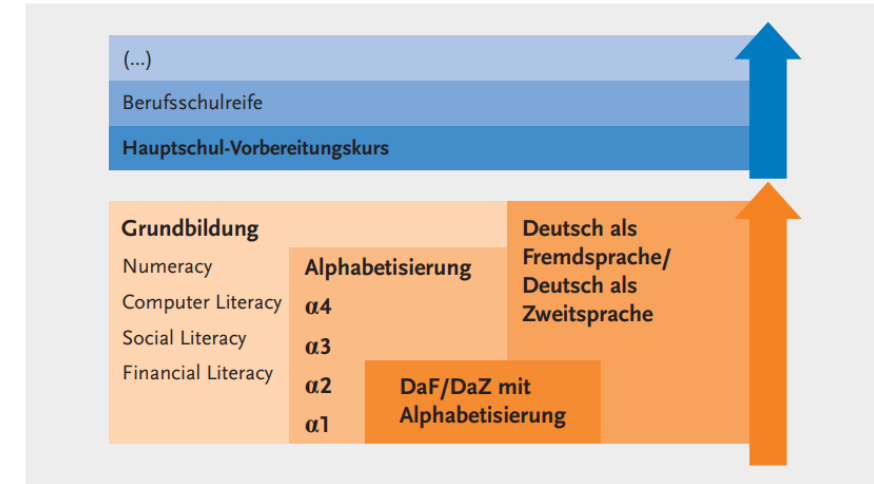 (...)
Berufsschulreife
Hauptschul-Vorbereitungskurs
Grundbildung
Numeracy
Computer Literacy
Social Literacy
Financial Literacy
Alphabetisierung
α4
α3
α2
α1
DaF/DaZ mit
Alphabetisierung
Deutsch als
Fremdsprache/
Deutsch als
Zweitsprache